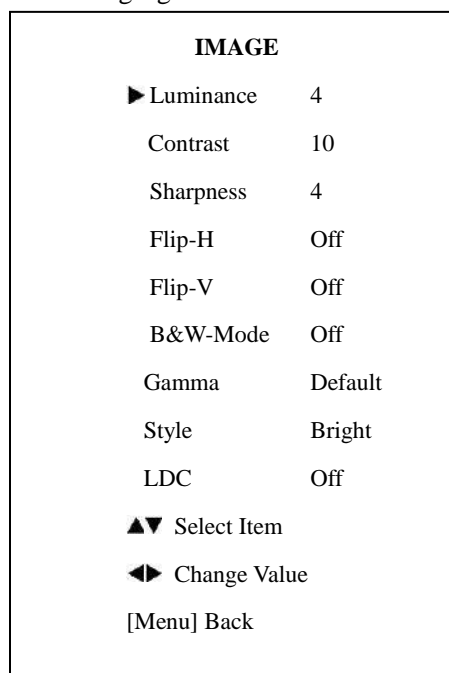 IMAGE
▶Luminance 4
Contrast 10
Sharpness 4
Flip-H Off
Flip-V Off
B&W-Mode Off
Gamma Default
Style Bright
LDC Off
▲▼ Select Item
◀▶ Change Value
[Menu] Back